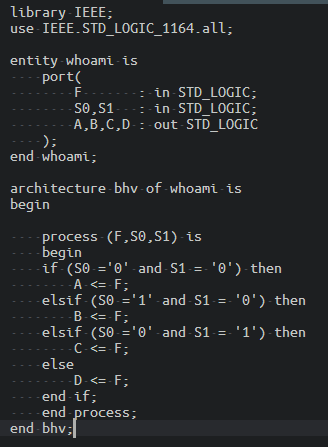 library IEEE;
use IEEE.STD_LOGIC_1164.all;

entity whoami is
    port(
        F       : in STD_LOGIC;
        S0,S1   : in STD_LOGIC;
        A,B,C,D : out STD_LOGIC
    );
end whoami;

architecture bhv of whoami is
begin

    process (F,S0,S1) is
    begin
    if (S0 ='0' and S1 = '0') then
        A <= F;
    elsif (S0 ='1' and S1 = '0') then
        B <= F;
    elsif (S0 ='0' and S1 = '1') then
        C <= F;
    else
        D <= F;
    end if;
    end process;
end bhv;